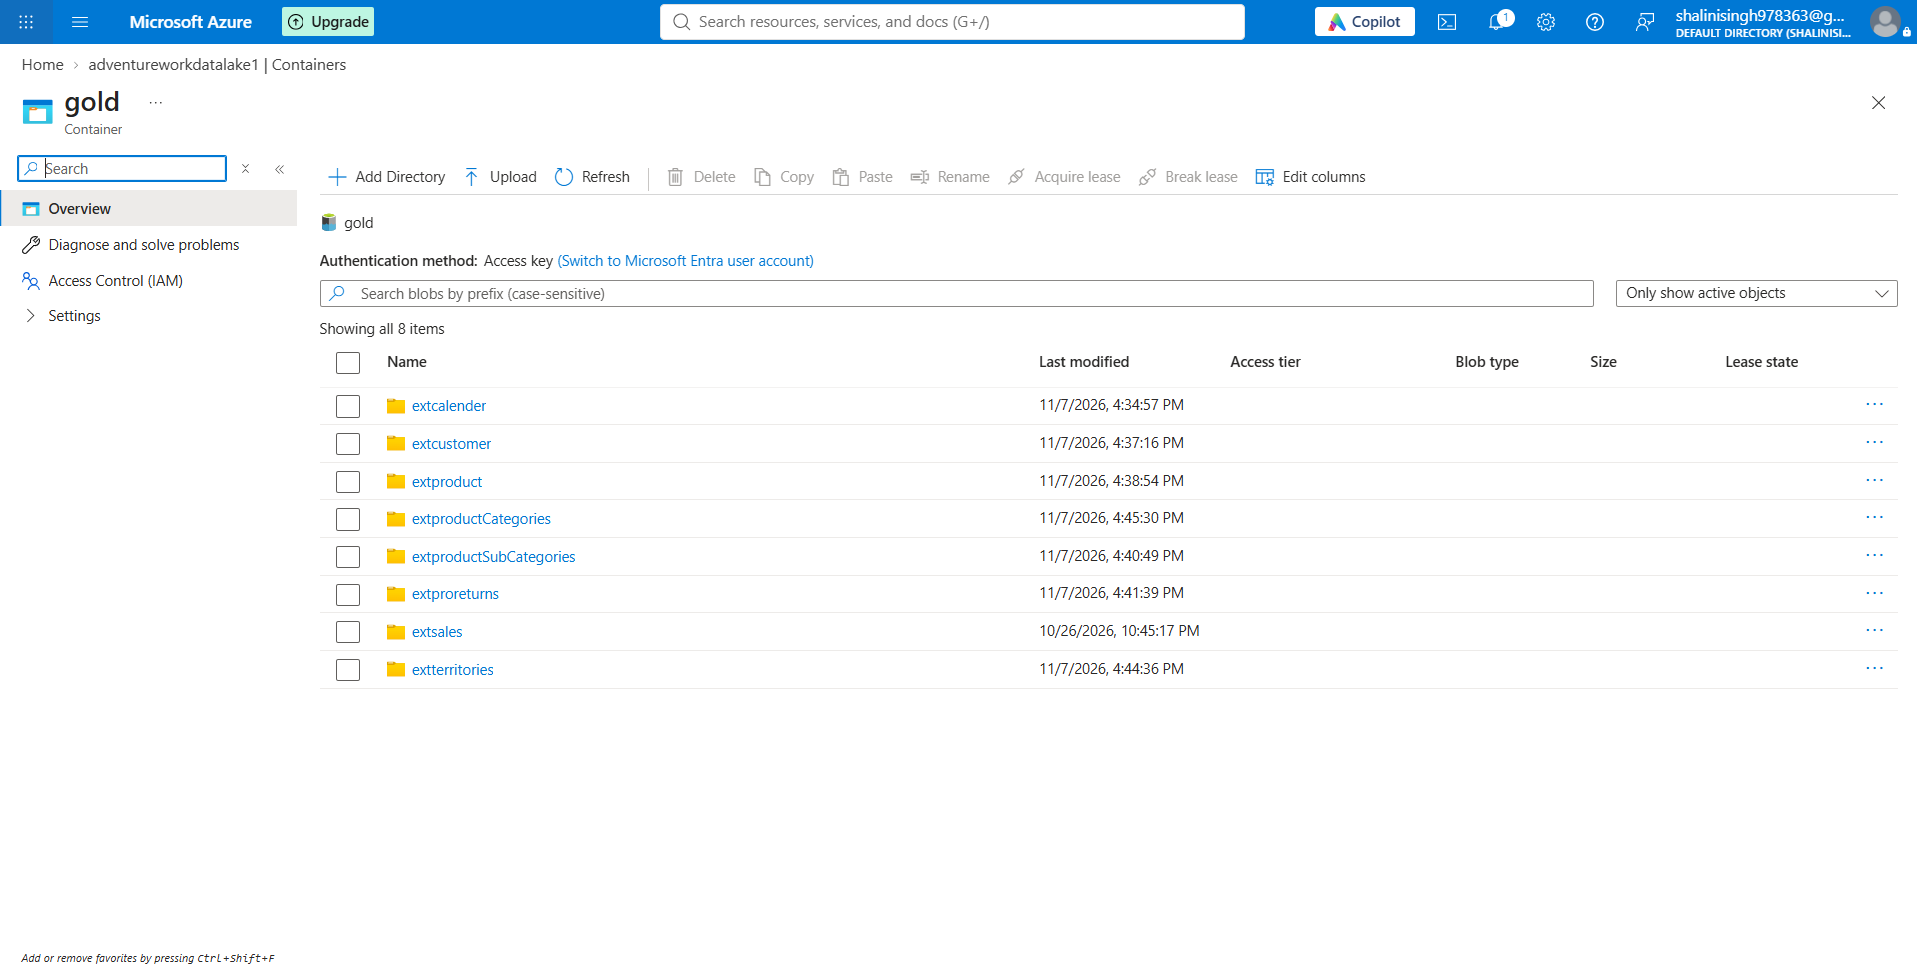 Microsoft Azure
Upgrade
Search resources, services, and docs (G+/)
Copilot
1
shalinisingh978363@g...
DEFAULT DIRECTORY (SHALINISI...
Home > adventureworkdatalake1 | Containers
gold ...
Container
Search
Add Directory Upload Refresh Delete Copy Paste Rename Acquire lease Break lease Edit columns
Overview
Diagnose and solve problems
Access Control (IAM)
Settings
gold
Authentication method: Access key (Switch to Microsoft Entra user account)
Search blobs by prefix (case-sensitive)
Only show active objects
Showing all 8 items
Name Last modified Access tier Blob type Size Lease state
extcalender 11/7/2026, 4:34:57 PM ...
extcustomer 11/7/2026, 4:37:16 PM ...
extproduct 11/7/2026, 4:38:54 PM ...
extproductCategories 11/7/2026, 4:45:30 PM ...
extproductSubCategories 11/7/2026, 4:40:49 PM ...
extproreturns 11/7/2026, 4:41:39 PM ...
extsales 10/26/2026, 10:45:17 PM ...
extterritories 11/7/2026, 4:44:36 PM ...
Add or remove favorites by pressing Ctrl+Shift+F